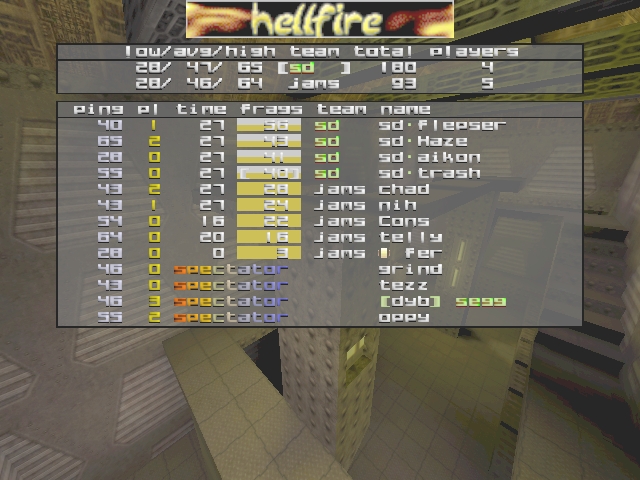 hellfire
low/avg/high team total players
28/ 47/ 65 [sd ] 180 4
28/ 46/ 64 jams 93 5
ping pl time frags team name
40 1 27 56 sd sd·flepser
65 2 27 43 sd sd·Haze
28 0 27 41 sd sd·aikon
55 0 27 [ 40] sd sd·trash
43 2 27 28 jams chad
43 1 27 24 jams nih
54 0 16 22 jams Cons
64 0 20 16 jams telly
28 0 0 3 jams fer
46 0 spectator grind
43 0 spectator tezz
46 3 spectator [dyb] segg
55 2 spectator oppy